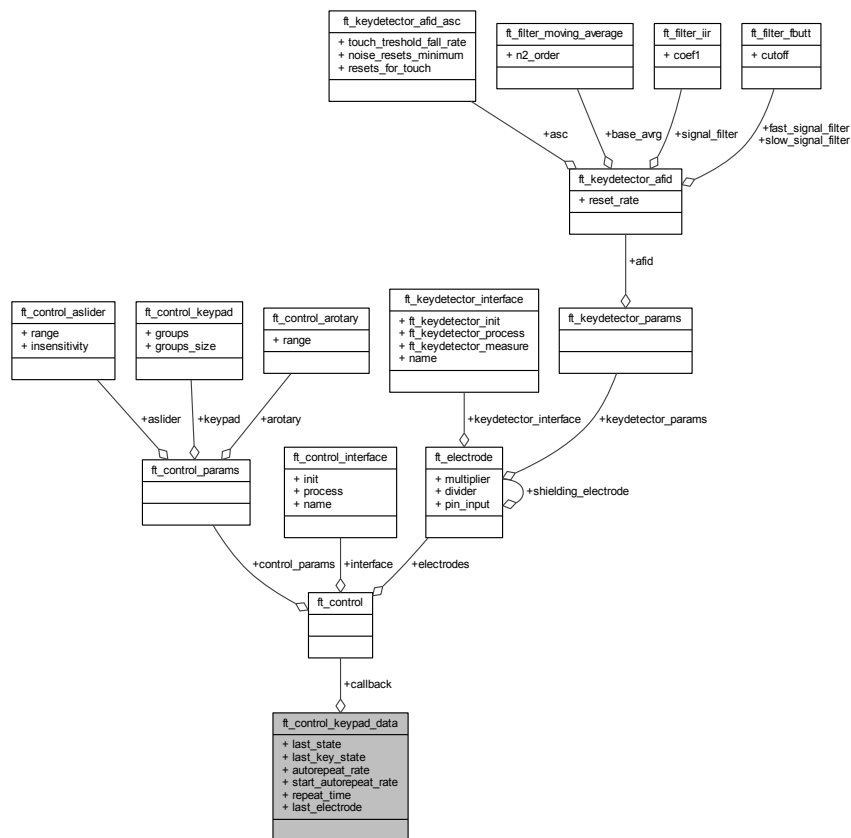 ft_keydetector_afid_asc
+ touch_treshold_fall_rate
+ noise_resets_minimum
+ resets_for_touch
ft_filter_moving_average
+ n2_order
ft_filter_iir
+ coef1
ft_filter_fbutt
+ cutoff
+asc
+base_avrg
+signal_filter
+fast_signal_filter
+slow_signal_filter
ft_keydetector_afid
+ reset_rate
+afid
ft_control_aslider
+ range
+ insensitivity
ft_control_keypad
+ groups
+ groups_size
ft_control_arotary
+ range
ft_keydetector_interface
+ ft_keydetector_init
+ ft_keydetector_process
+ ft_keydetector_measure
+ name
ft_keydetector_params
+aslider
+keypad
+arotary
+keydetector_interface
+keydetector_params
ft_control_params
ft_control_interface
+ init
+ process
+ name
ft_electrode
+ multiplier
+ divider
+ pin_input
+shielding_electrode
+control_params
+interface
+electrodes
ft_control
+callback
ft_control_keypad_data
+ last_state
+ last_key_state
+ autorepeat_rate
+ start_autorepeat_rate
+ repeat_time
+ last_electrode